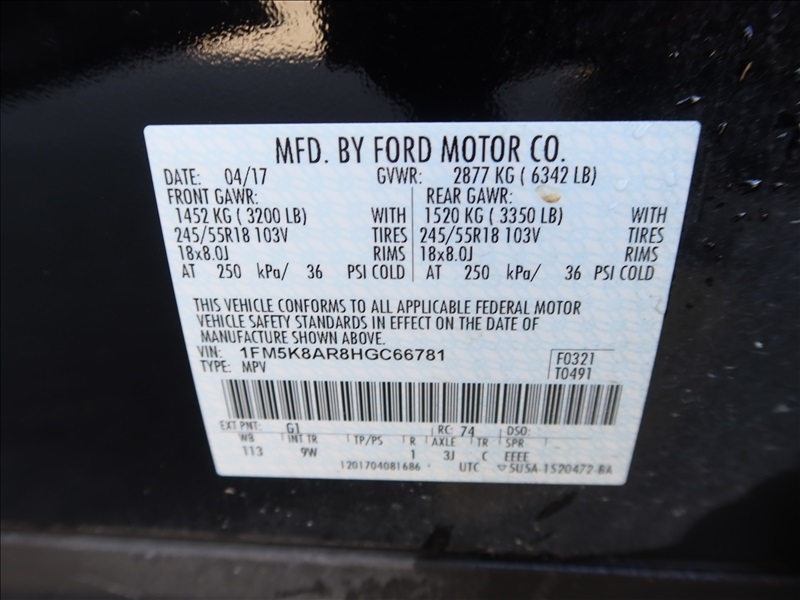 MFD. BY FORD MOTOR CO.
DATE: 04/17 GVWR: 2877 KG ( 6342 LB)
FRONT GAWR: REAR GAWR:
1452 KG ( 3200 LB) WITH 1520 KG ( 3350 LB) WITH
245/55R18 103V TIRES 245/55R18 103V TIRES
18x8.0J RIMS 18x8.0J RIMS
AT 250 kPa/ 36 PSI COLD AT 250 kPa/ 36 PSI COLD
THIS VEHICLE CONFORMS TO ALL APPLICABLE FEDERAL MOTOR
VEHICLE SAFETY STANDARDS IN EFFECT ON THE DATE OF
MANUFACTURE SHOWN ABOVE.
VIN: 1FM5K8AR8HGC66781 F0321
TYPE: MPV T0491
EXT PNT: G1 RC: 74 DSO:
WB INT TR TP/PS R AXLE TR SPR
113 9W 1 3J C EEEE
1201704081686 UTC ▽5U5A-1520472-BA